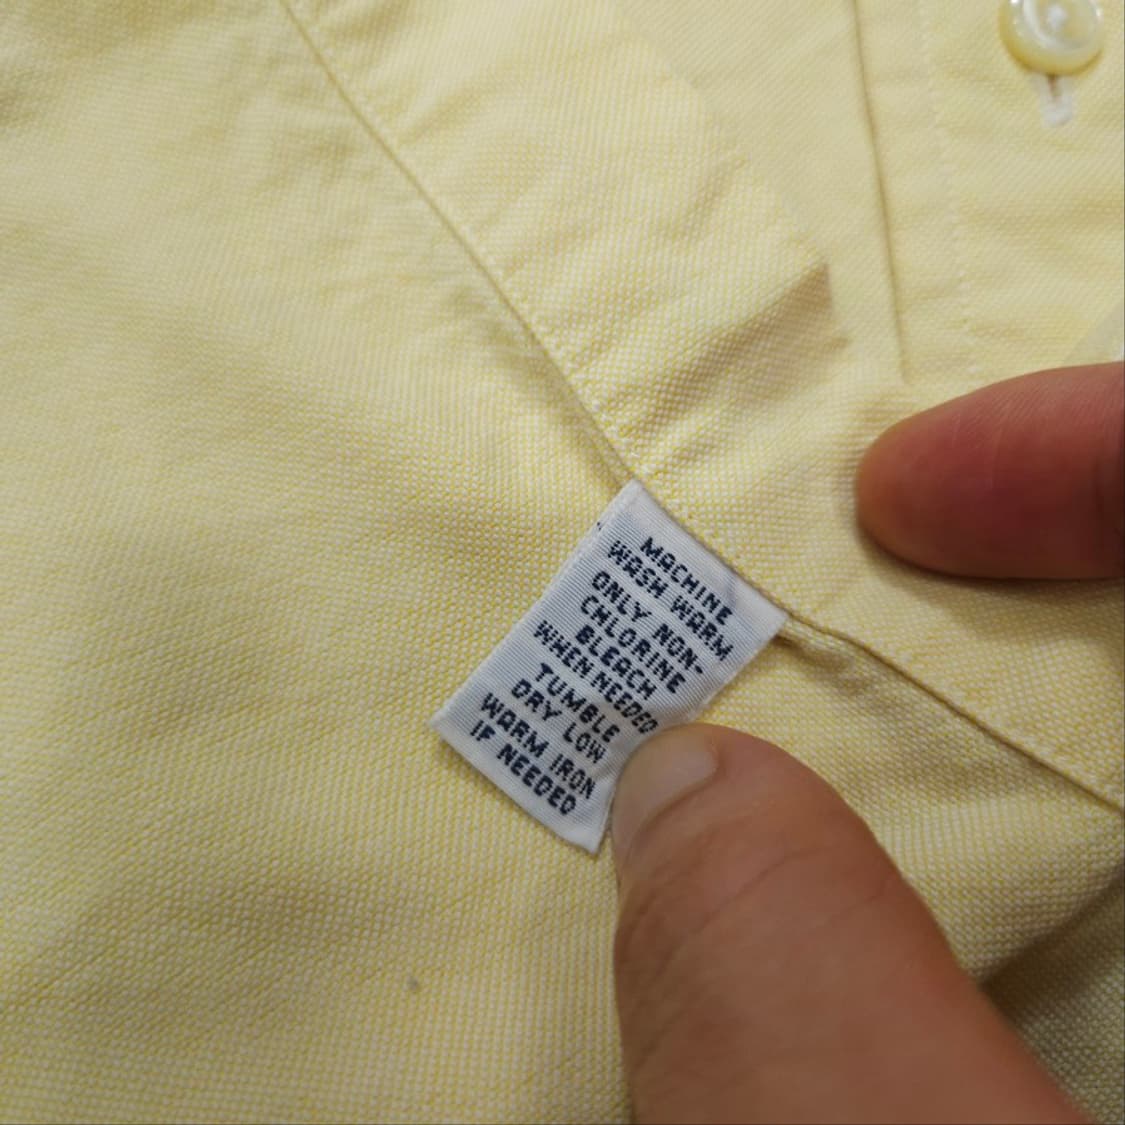 MACHINE
WASH WARM
ONLY NON-
CHLORINE
BLEACH
WHEN NEEDED
TUMBLE
DRY LOW
WARM IRON
IF NEEDED